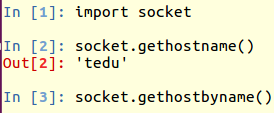 In [1]: import socket
In [2]: socket.gethostname()
Out[2]: 'tedu'
In [3]: socket.gethostbyname()